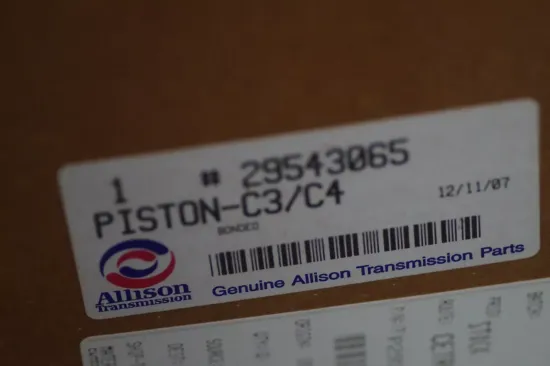 1 # 29543065
PISTON-C3/C4 12/11/07
BONDED
Allison
Transmission
Genuine Allison Transmission Parts